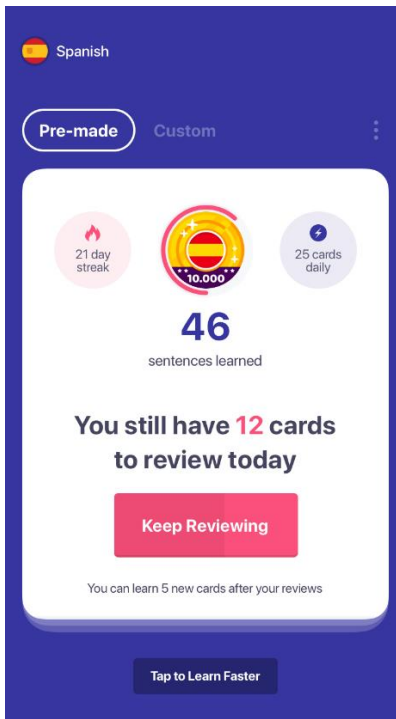 Spanish
Pre-made
Custom
21 day
streak
10.000
25 cards
daily
46
sentences learned
You still have 12 cards
to review today
Keep Reviewing
You can learn 5 new cards after your reviews
Tap to Learn Faster